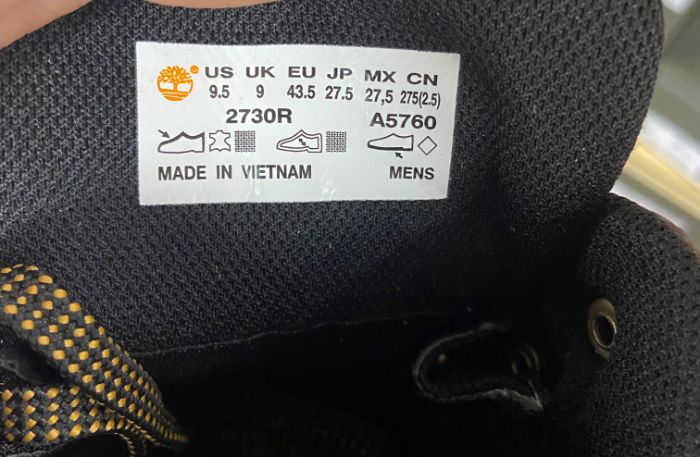 ® US UK EU JP MX CN
9.5 9 43.5 27.5 27,5 275(2.5)
2730R A5760
MADE IN VIETNAM MENS